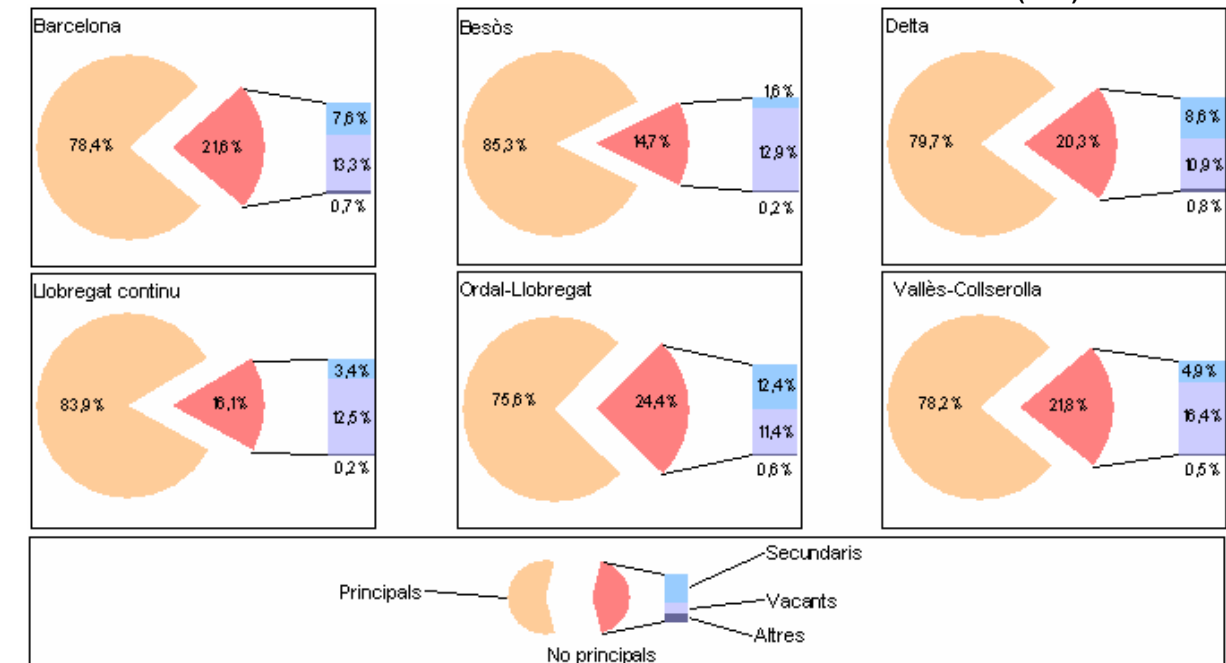 Barcelona
78,4%
21,6%
7,6%
13,3%
0,7%
Besòs
85,3%
14,7%
1,6%
12,9%
0,2%
Delta
79,7%
20,3%
8,6%
10,9%
0,8%
Llobregat continu
83,9%
16,1%
3,4%
12,5%
0,2%
Ordal-Llobregat
75,6%
24,4%
12,4%
11,4%
0,6%
Vallès-Collserolla
78,2%
21,8%
4,9%
16,4%
0,5%
Principals
No principals
Secundaris
Vacants
Altres